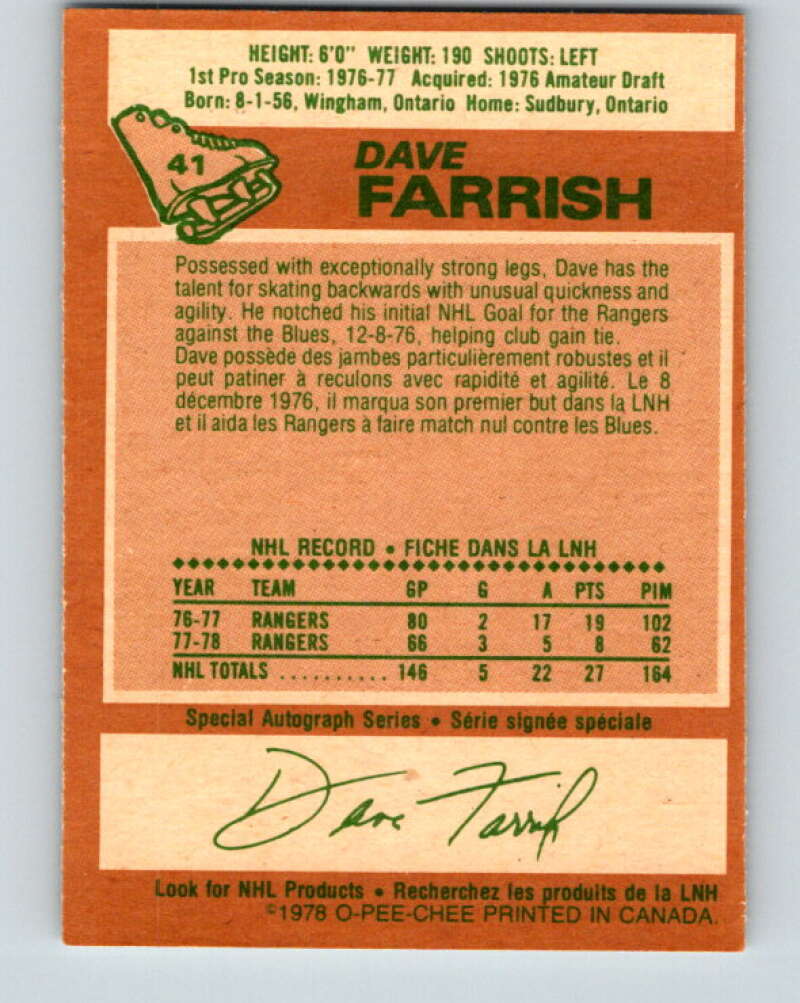 HEIGHT: 6'0" WEIGHT: 190 SHOOTS: LEFT
1st Pro Season: 1976-77 Acquired: 1976 Amateur Draft
Born: 8-1-56, Wingham, Ontario Home: Sudbury, Ontario
41
DAVE
FARRISH
Possessed with exceptionally strong legs, Dave has the
talent for skating backwards with unusual quickness and
agility. He notched his initial NHL Goal for the Rangers
against the Blues, 12-8-76, helping club gain tie.
Dave possède des jambes particulièrement robustes et il
peut patiner à reculons avec rapidité et agilité. Le 8
décembre 1976, il marqua son premier but dans la LNH
et il aida les Rangers à faire match nul contre les Blues.
NHL RECORD • FICHE DANS LA LNH
YEAR TEAM GP G A PTS PIM
76-77 RANGERS 80 2 17 19 102
77-78 RANGERS 66 3 5 8 62
NHL TOTALS .......... 146 5 22 27 164
Special Autograph Series • Série signée spéciale
Dave Farrish
Look for NHL Products • Recherchez les produits de la LNH
©1978 O-PEE-CHEE PRINTED IN CANADA.